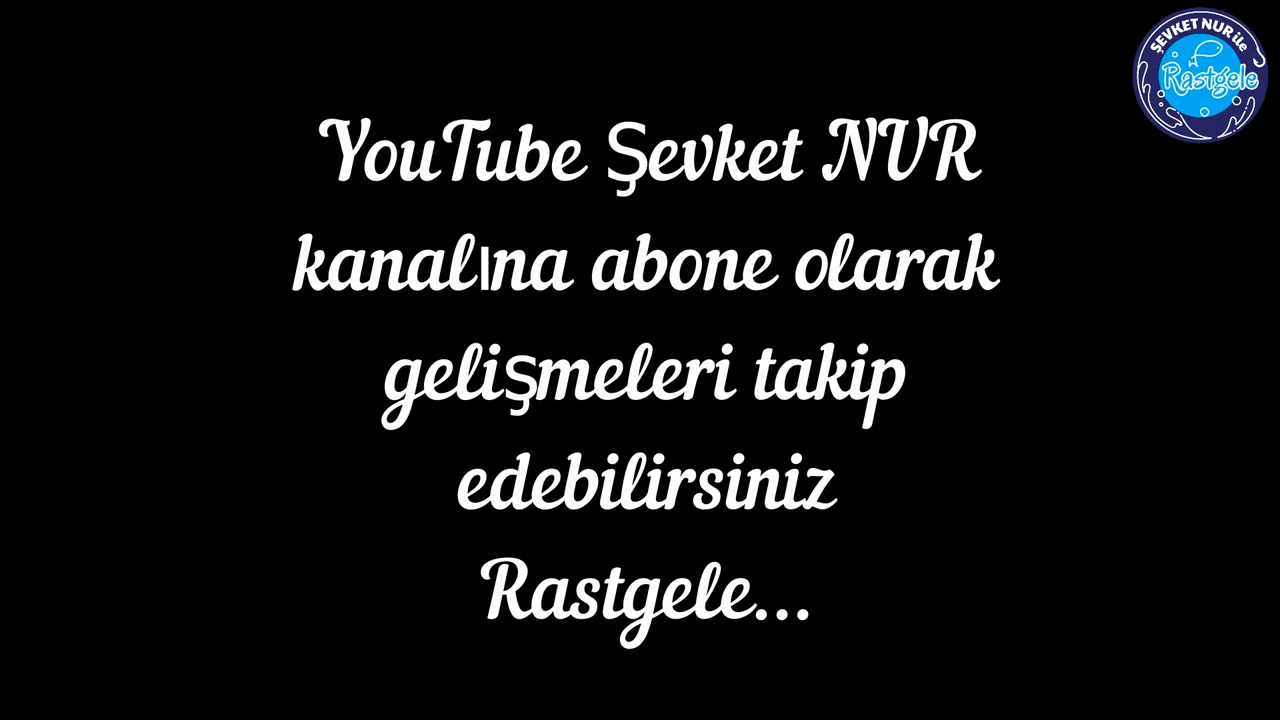 ŞEVKET NUR ile
Rastgele
YouTube Şevket NUR
kanalına abone olarak
gelişmeleri takip
edebilirsiniz
Rastgele...